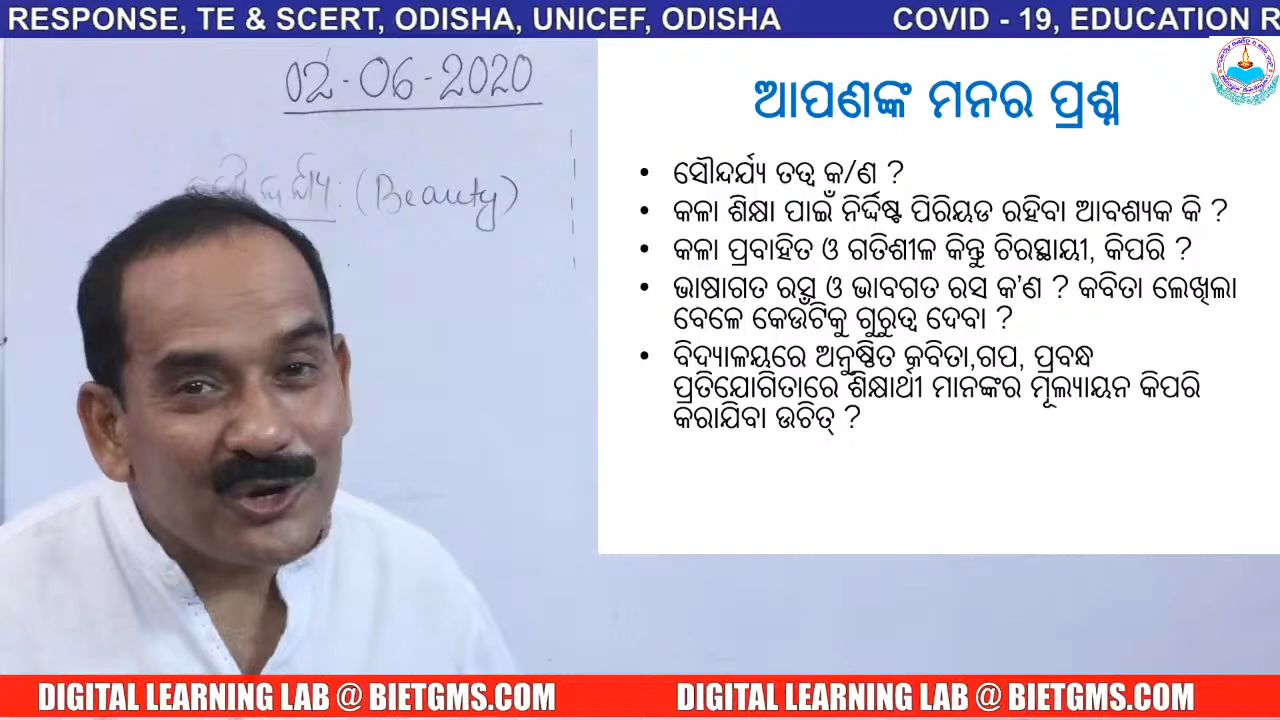 RESPONSE, TE & SCERT, ODISHA, UNICEF, ODISHA COVID - 19, EDUCATION R
02-06-2020
(Beauty)
ଆପଣଙ୍କ ମନର ପ୍ରଶ୍ନ
• ସୌନ୍ଦର୍ଯ୍ୟ ତତ୍ୱ କ/ଣ ?
• କଳା ଶିକ୍ଷା ପାଇଁ ନିର୍ଦ୍ଦିଷ୍ଟ ପିରିୟଡ ରହିବା ଆବଶ୍ୟକ କି ?
• କଳା ପ୍ରବାହିତ ଓ ଗତିଶୀଳ କିନ୍ତୁ ଚିରସ୍ଥାୟୀ, କିପରି ?
• ଭାଷାଗତ ଓ ଭାବଗତ ରସ କ'ଣ ? କବିତା ଲେଖିଲା
ବେଳେ କେଉଁଟିକୁ ଗୁରୁତ୍ୱ ଦେବା ?
• ବିଦ୍ୟାଳୟରେ ଅନୁଷ୍ଠିତ କବିତା,ଗପ, ପ୍ରବନ୍ଧ
ପ୍ରତିଯୋଗିତାରେ ଶିକ୍ଷାର୍ଥୀ ମାନଙ୍କର ମୂଲ୍ୟାୟନ କିପରି
କରାଯିବା ଉଚିତ୍ ?
DIGITAL LEARNING LAB @ BIETGMS.COM DIGITAL LEARNING LAB @ BIETGMS.COM